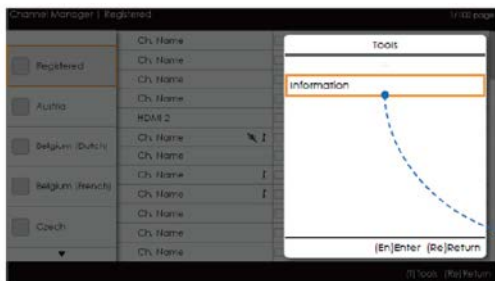 Channel Manager | Registered
1/100 page
Registered
Austria
Belgium (Dutch)
Belgium (French)
Czech
Ch. Name
Ch. Name
Ch. Name
Ch. Name
HDMI 2
Ch. Name
Ch. Name
Ch. Name
Ch. Name
Ch. Name
Ch. Name
Ch. Name
Tools
Information
(En)Enter (Re)Return
(T)Tools (Re)Return